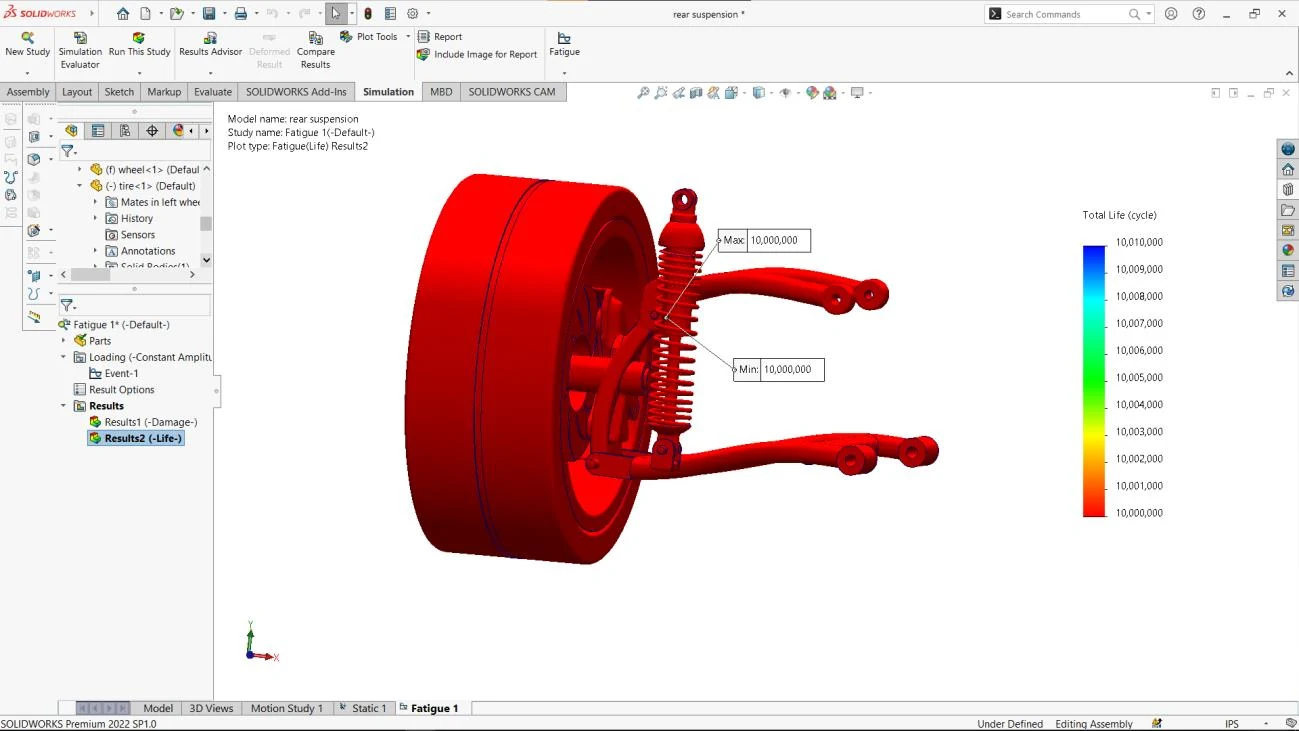 SOLIDWORKS
rear suspension *
Search Commands
New Study
Simulation Evaluator
Run This Study
Results Advisor
Deformed Result
Compare Results
Plot Tools
Report
Include Image for Report
Fatigue
Assembly
Layout
Sketch
Markup
Evaluate
SOLIDWORKS Add-Ins
Simulation
MBD
SOLIDWORKS CAM
(f) wheel<1> (Defaul
(-) tire<1> (Default)
Mates in left whee
History
Sensors
Annotations
Solid Bodies(1)
Fatigue 1* (-Default-)
Parts
Loading (-Constant Amplitu
Event-1
Result Options
Results
Results1 (-Damage-)
Results2 (-Life-)
Model name: rear suspension
Study name: Fatigue 1(-Default-)
Plot type: Fatigue(Life) Results2
Max: 10,000,000
Min: 10,000,000
Total Life (cycle)
10,010,000
10,009,000
10,008,000
10,007,000
10,006,000
10,005,000
10,004,000
10,003,000
10,002,000
10,001,000
10,000,000
Y
X
Model
3D Views
Motion Study 1
Static 1
Fatigue 1
SOLIDWORKS Premium 2022 SP1.0
Under Defined
Editing Assembly
IPS